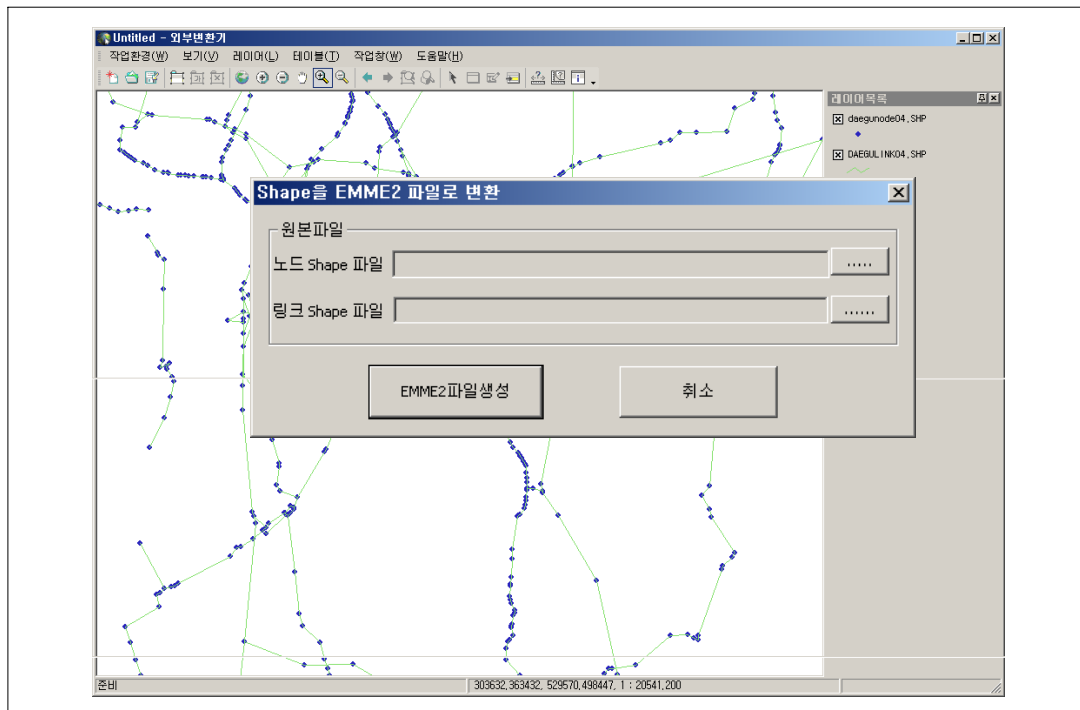 Untitled - 외부변환기
작업환경(W) 보기(V) 레이어(L) 테이블(T) 작업창(W) 도움말(H)
레이어목록
daegunode04.SHP
DAEGULINK04.SHP
Shape을 EMME2 파일로 변환
원본파일
노드 Shape 파일 .....
링크 Shape 파일 ......
EMME2파일생성 취소
준비 303632,363432, 529570,498447, 1 : 20541,200